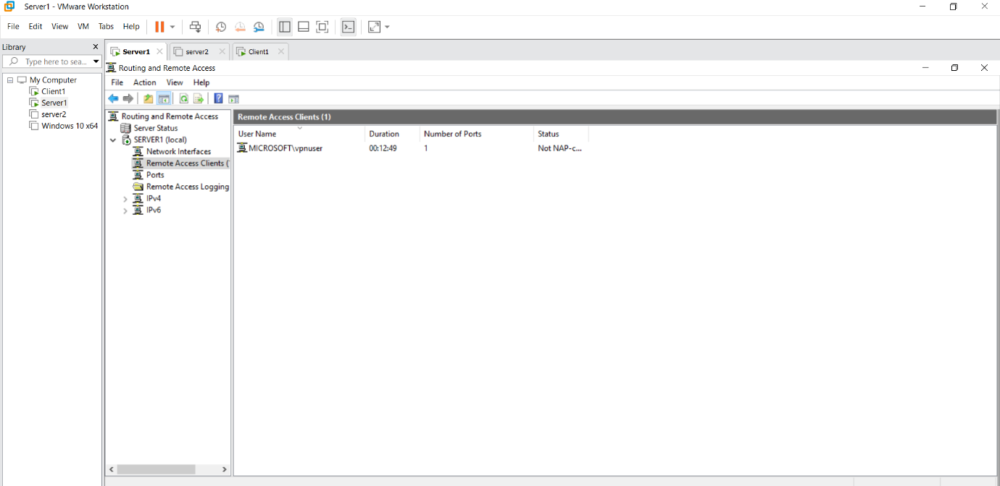 Server1 - VMware Workstation
File Edit View VM Tabs Help
Library
Type here to sea...
My Computer
Client1
Server1
server2
Windows 10 x64
Server1 server2 Client1
Routing and Remote Access
File Action View Help
Routing and Remote Access
Server Status
SERVER1 (local)
Network Interfaces
Remote Access Clients (
Ports
Remote Access Logging
IPv4
IPv6
Remote Access Clients (1)
User Name Duration Number of Ports Status
MICROSOFT\vpnuser 00:12:49 1 Not NAP-c...